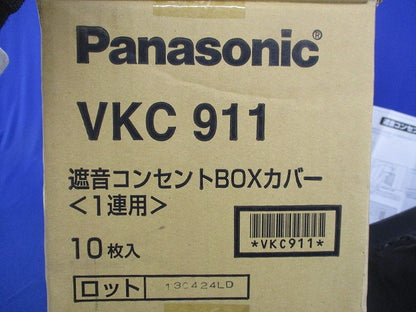 Panasonic®
VKC 911
遮音コンセントBOXカバー
<1連用>
10枚入
*VKC911*
ロット 130424LD